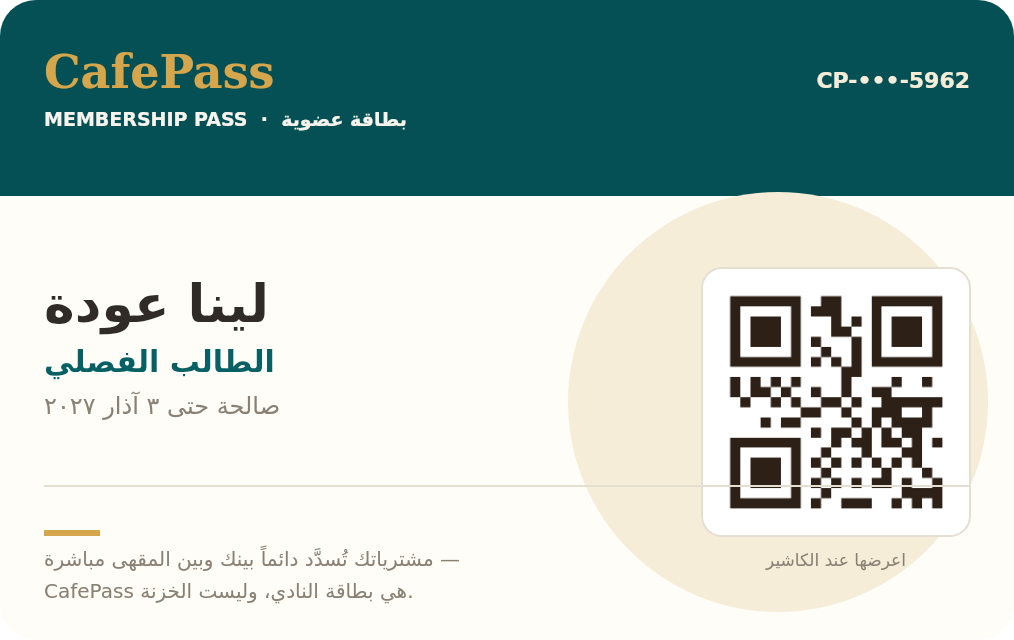 CafePass
CP-•••-5962
MEMBERSHIP PASS · بطاقة عضوية
لينا عودة
الطالب الفصلي
صالحة حتى ٣ آذار ٢٠٢٧
مشترياتك تُسدَّد دائماً بينك وبين المقهى مباشرة —
CafePass هي بطاقة النادي، وليست الخزنة.
اعرضها عند الكاشير